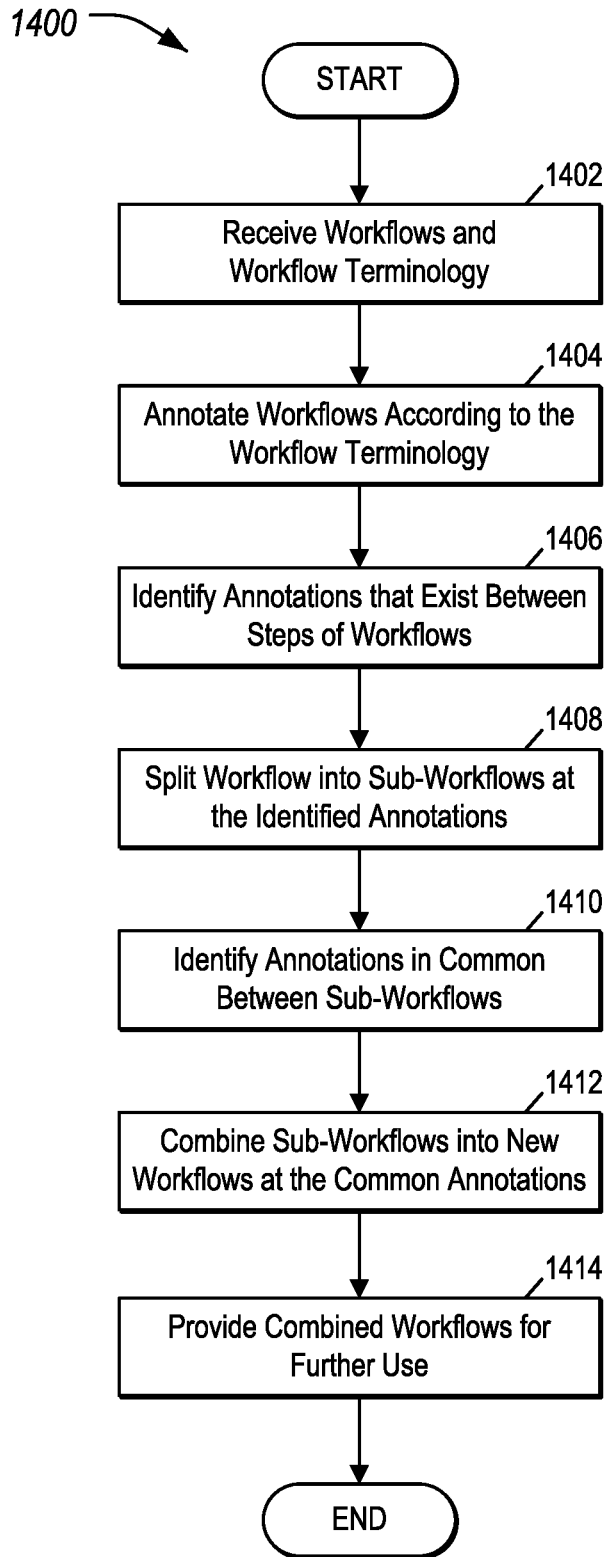 1400
START
1402
Receive Workflows and
Workflow Terminology
1404
Annotate Workflows According to the
Workflow Terminology
1406
Identify Annotations that Exist Between
Steps of Workflows
1408
Split Workflow into Sub-Workflows at
the Identified Annotations
1410
Identify Annotations in Common
Between Sub-Workflows
1412
Combine Sub-Workflows into New
Workflows at the Common Annotations
1414
Provide Combined Workflows for
Further Use
END